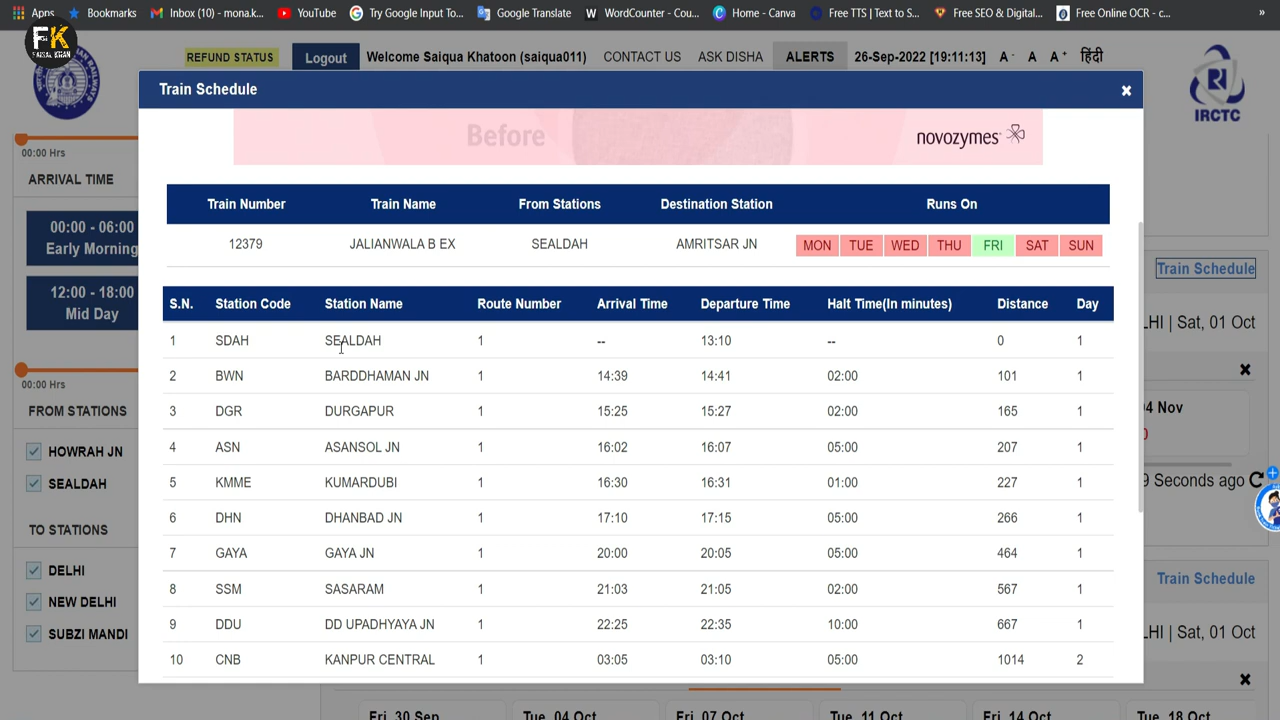 Apps Bookmarks Inbox (10) - mona.k... YouTube Try Google Input To... Google Translate WordCounter - Cou... Home - Canva Free TTS | Text to S... Free SEO & Digital... Free Online OCR - c... »
FK
FAISAL KHAN
REFUND STATUS Logout Welcome Saiqua Khatoon (saiqua011) CONTACT US ASK DISHA ALERTS 26-Sep-2022 [19:11:13] A- A A+ हिंदी
IRCTC
Train Schedule
Before novozymes
00:00 Hrs
ARRIVAL TIME
00:00 - 06:00
Early Morning
12:00 - 18:00
Mid Day
00:00 Hrs
FROM STATIONS
HOWRAH JN
SEALDAH
TO STATIONS
DELHI
NEW DELHI
SUBZI MANDI
Train Number Train Name From Stations Destination Station Runs On
12379 JALIANWALA B EX SEALDAH AMRITSAR JN MON TUE WED THU FRI SAT SUN
S.N. Station Code Station Name Route Number Arrival Time Departure Time Halt Time(In minutes) Distance Day
1 SDAH SEALDAH 1 -- 13:10 -- 0 1
2 BWN BARDDHAMAN JN 1 14:39 14:41 02:00 101 1
3 DGR DURGAPUR 1 15:25 15:27 02:00 165 1
4 ASN ASANSOL JN 1 16:02 16:07 05:00 207 1
5 KMME KUMARDUBI 1 16:30 16:31 01:00 227 1
6 DHN DHANBAD JN 1 17:10 17:15 05:00 266 1
7 GAYA GAYA JN 1 20:00 20:05 05:00 464 1
8 SSM SASARAM 1 21:03 21:05 02:00 567 1
9 DDU DD UPADHYAYA JN 1 22:25 22:35 10:00 667 1
10 CNB KANPUR CENTRAL 1 03:05 03:10 05:00 1014 2
Train Schedule
LHI | Sat, 01 Oct
4 Nov
9 Seconds ago
Train Schedule
LHI | Sat, 01 Oct
Fri, 30 Sep Tue, 04 Oct Fri, 07 Oct Tue, 11 Oct Fri, 14 Oct Tue, 18 Oct